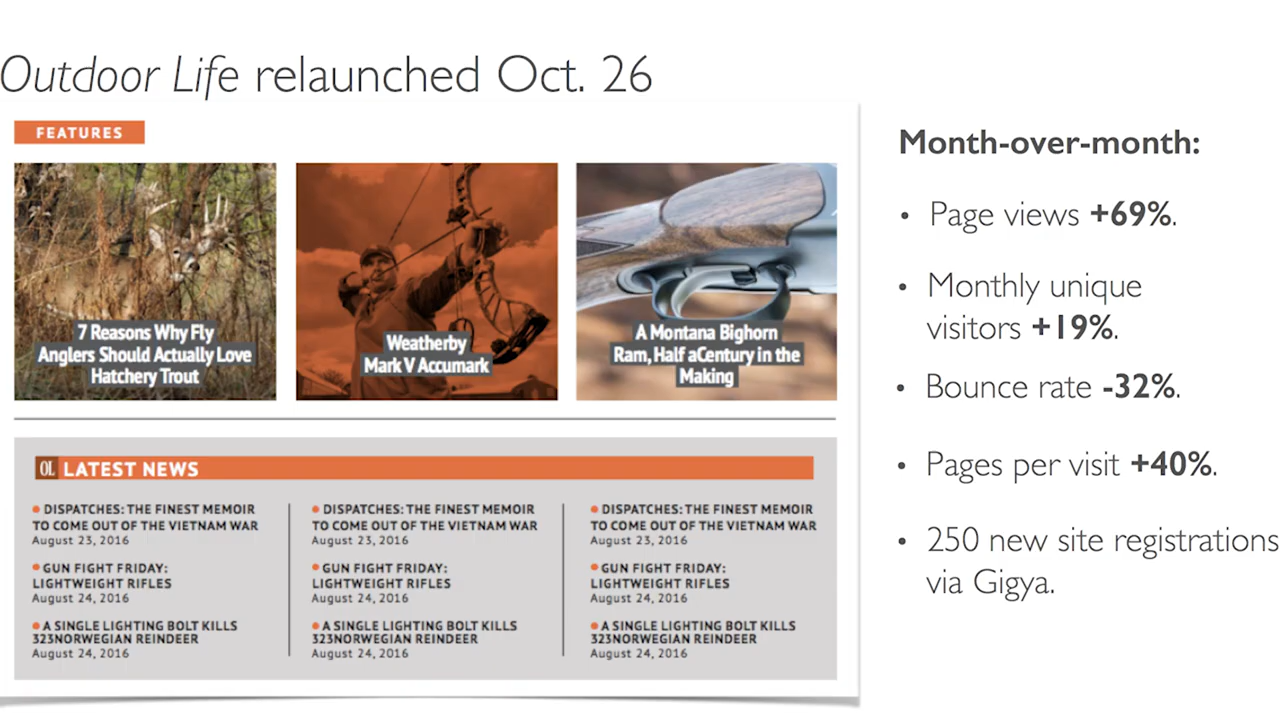 Outdoor Life relaunched Oct. 26
FEATURES
7 Reasons Why Fly
Anglers Should Actually Love
Hatchery Trout
Weatherby
Mark V Accumark
A Montana Bighorn
Ram, Half aCentury in the
Making
OL LATEST NEWS
DISPATCHES: THE FINEST MEMOIR
TO COME OUT OF THE VIETNAM WAR
August 23, 2016
GUN FIGHT FRIDAY:
LIGHTWEIGHT RIFLES
August 24, 2016
A SINGLE LIGHTING BOLT KILLS
323NORWEGIAN REINDEER
August 24, 2016
DISPATCHES: THE FINEST MEMOIR
TO COME OUT OF THE VIETNAM WAR
August 23, 2016
GUN FIGHT FRIDAY:
LIGHTWEIGHT RIFLES
August 24, 2016
A SINGLE LIGHTING BOLT KILLS
323NORWEGIAN REINDEER
August 24, 2016
DISPATCHES: THE FINEST MEMOIR
TO COME OUT OF THE VIETNAM WAR
August 23, 2016
GUN FIGHT FRIDAY:
LIGHTWEIGHT RIFLES
August 24, 2016
A SINGLE LIGHTING BOLT KILLS
323NORWEGIAN REINDEER
August 24, 2016
Month-over-month:
• Page views +69%.
• Monthly unique
visitors +19%.
• Bounce rate -32%.
• Pages per visit +40%.
• 250 new site registrations
via Gigya.